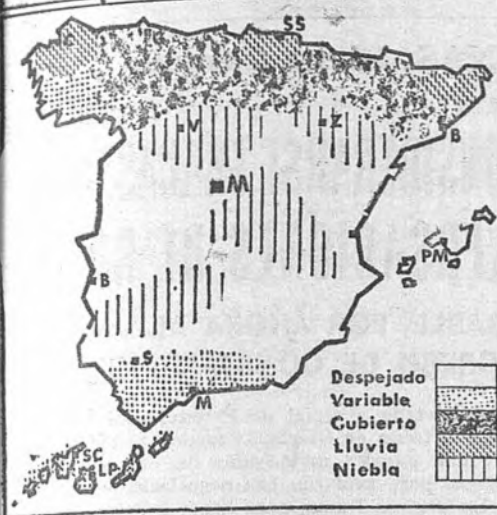 SS
V
Z
B
M
PM
B
S
M
Despejado
Variable
Cubierto
Lluvia
Niebla
SC
LP